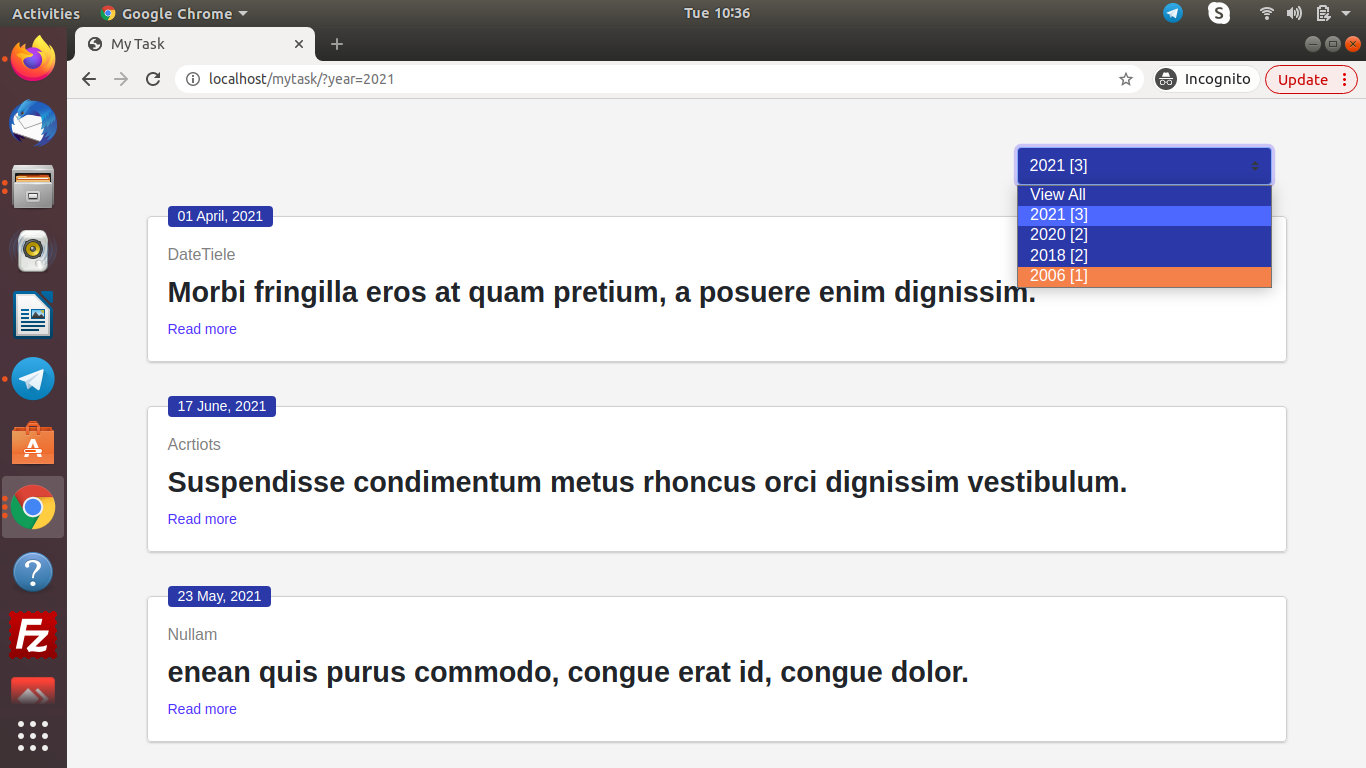 Activities Google Chrome Tue 10:36
My Task
localhost/mytask/?year=2021 Incognito Update
2021 [3]
View All
2021 [3]
2020 [2]
2018 [2]
2006 [1]
01 April, 2021
DateTiele
Morbi fringilla eros at quam pretium, a posuere enim dignissim.
Read more
17 June, 2021
Acrtiots
Suspendisse condimentum metus rhoncus orci dignissim vestibulum.
Read more
23 May, 2021
Nullam
enean quis purus commodo, congue erat id, congue dolor.
Read more